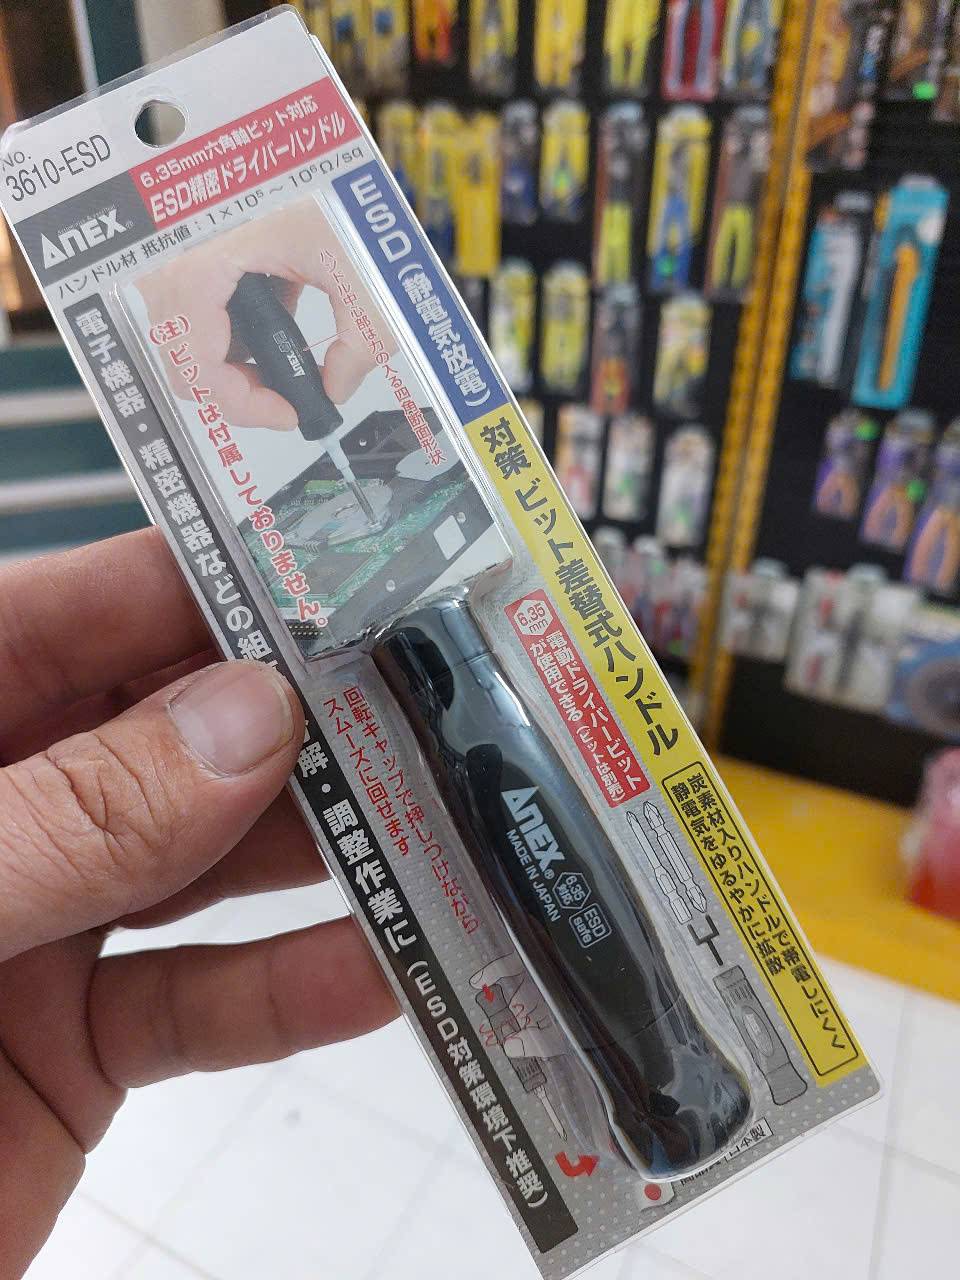 No.
3610-ESD
6.35mm六角軸ビット対応
ESD精密ドライバーハンドル
ANEX®
ハンドル材 抵抗値：1×10⁵～10⁶Ω/sq
ESD(静電気放電)
対策 ビット差替式ハンドル
ハンドル中心部は力の入る四角断面形状
ANEX
(注)ビットは付属しておりません。
電子機器・精密機器などの組
解・調整作業に(ESD対策環境下推奨)
6.35
mm
電動ドライバービット
が使用できる(ビットは別売)
回転キャップで押しつけながら
スムーズに回せます
炭素材入りハンドルで帯電しにくく
静電気をゆるやかに拡散
ANEX®
MADE IN JAPAN
6.35
ESD
safe
日本製